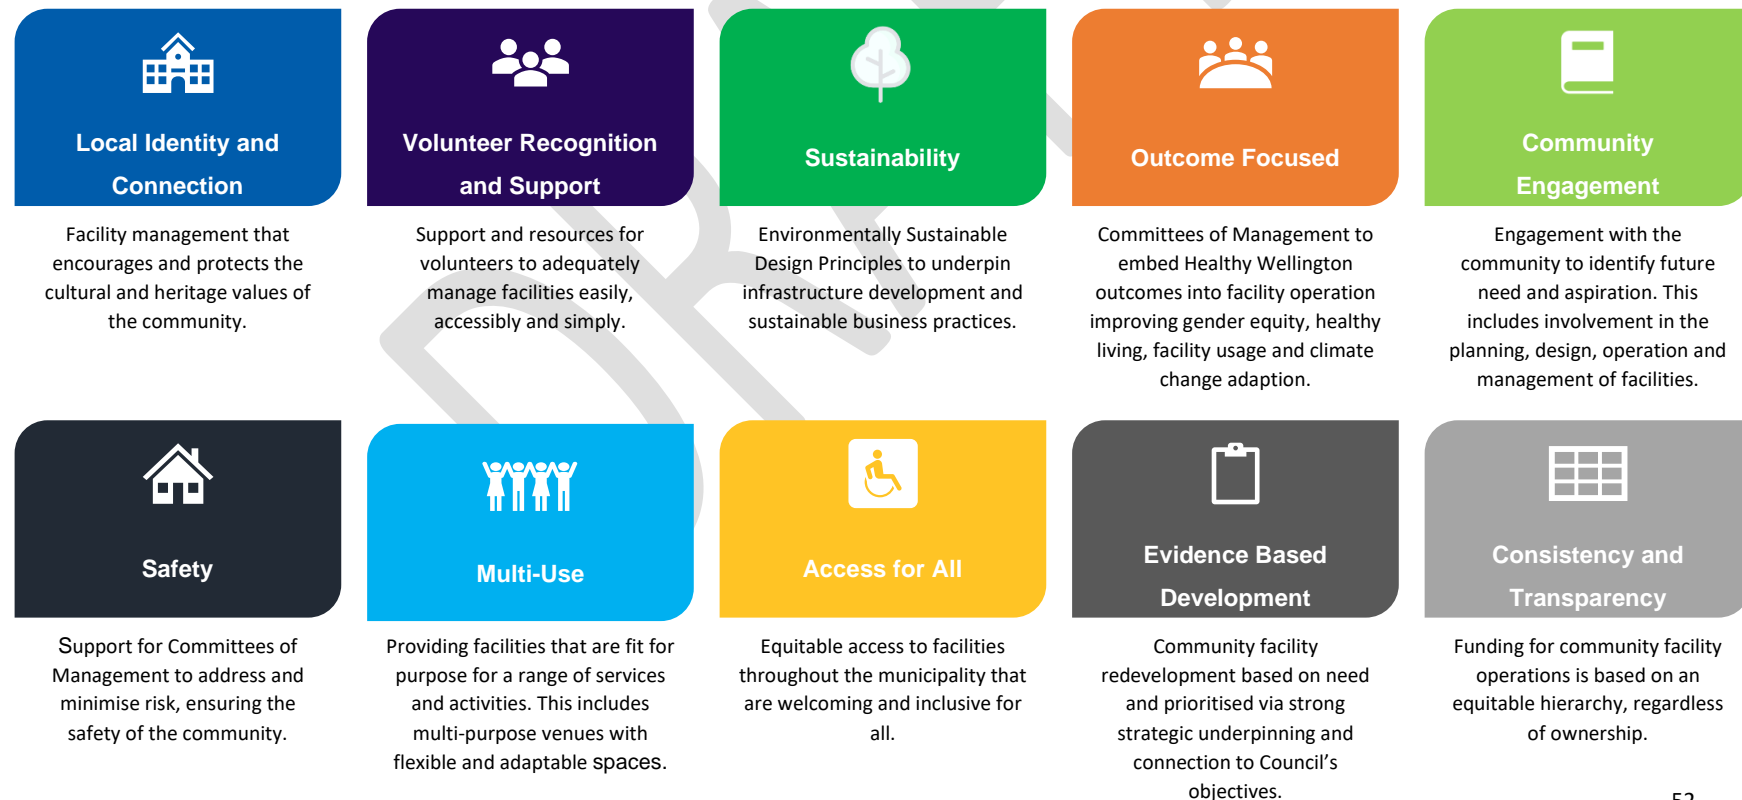 Local Identity and
Connection
Facility management that
encourages and protects the
cultural and heritage values of
the community.
Volunteer Recognition
and Support
Support and resources for
volunteers to adequately
manage facilities easily,
accessibly and simply.
Sustainability
Environmentally Sustainable
Design Principles to underpin
infrastructure development and
sustainable business practices.
Outcome Focused
Committees of Management to
embed Healthy Wellington
outcomes into facility operation
improving gender equity, healthy
living, facility usage and climate
change adaption.
Community
Engagement
Engagement with the
community to identify future
need and aspiration. This
includes involvement in the
planning, design, operation and
management of facilities.
Safety
Support for Committees of
Management to address and
minimise risk, ensuring the
safety of the community.
Multi-Use
Providing facilities that are fit for
purpose for a range of services
and activities. This includes
multi-purpose venues with
flexible and adaptable spaces.
Access for All
Equitable access to facilities
throughout the municipality that
are welcoming and inclusive for
all.
Evidence Based
Development
Community facility
redevelopment based on need
and prioritised via strong
strategic underpinning and
connection to Council's
objectives.
Consistency and
Transparency
Funding for community facility
operations is based on an
equitable hierarchy, regardless
of ownership.